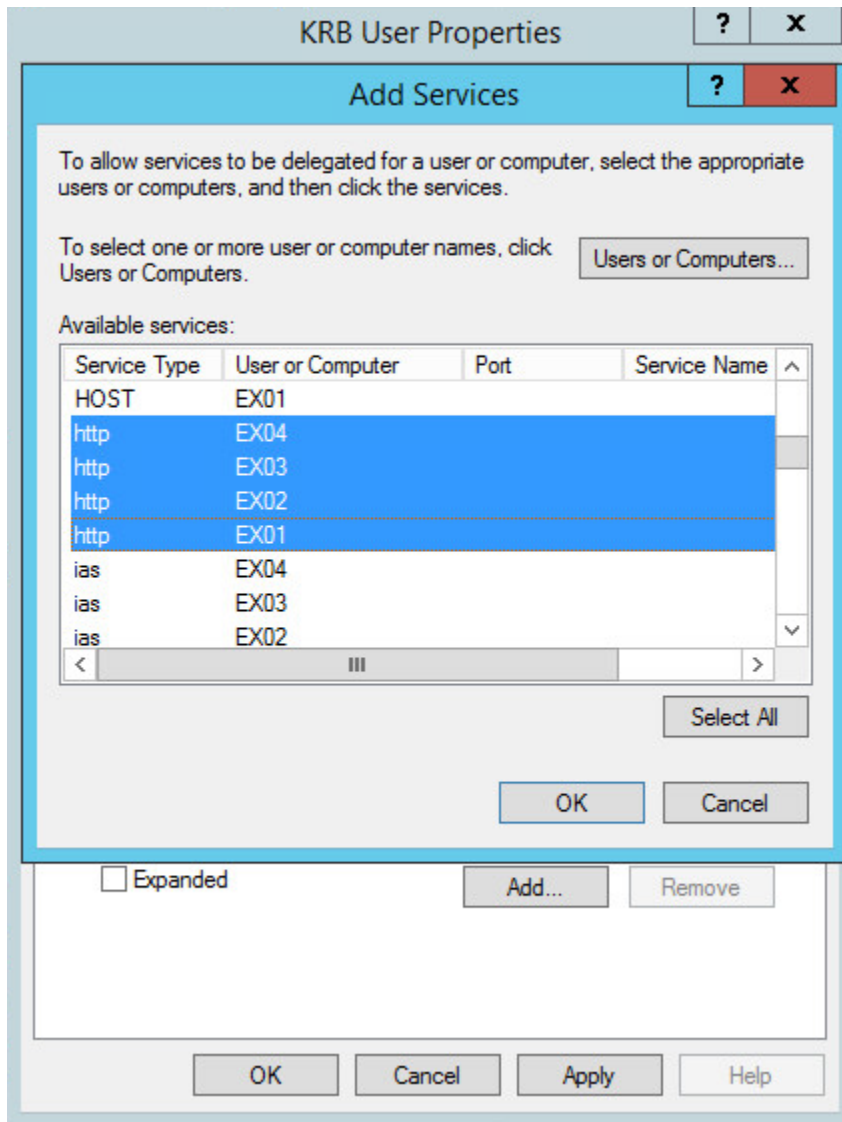 KRB User Properties
? x
Add Services
? x
To allow services to be delegated for a user or computer, select the appropriate
users or computers, and then click the services.
To select one or more user or computer names, click
Users or Computers.
Users or Computers...
Available services:
Service Type User or Computer Port Service Name
HOST EX01
http EX04
http EX03
http EX02
http EX01
ias EX04
ias EX03
ias EX02
Select All
OK Cancel
Expanded Add... Remove
OK Cancel Apply Help